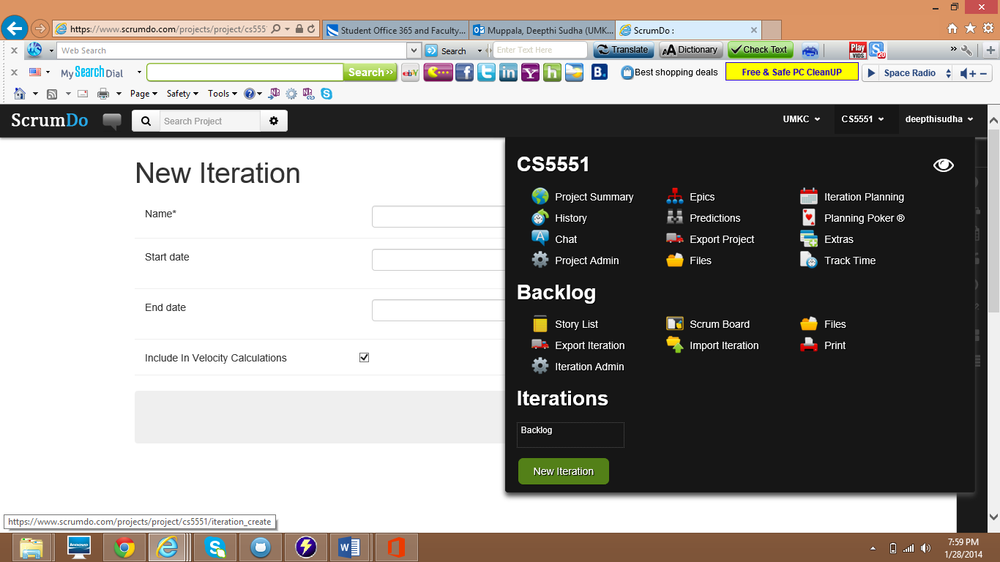 https://www.scrumdo.com/projects/project/cs555
Student Office 365 and Faculty...
Muppala, Deepthi Sudha (UMK...
ScrumDo :
Web Search
Search
Enter Text Here
Translate
Dictionary
Check Text
Play
VIDS
20
My Search Dial
Search
ebY
Best shopping deals
Free & Safe PC CleanUP
Space Radio
Page
Safety
Tools
ScrumDo
Search Project
UMKC
CS5551
deepthisudha
New Iteration
Name*
Start date
End date
Include In Velocity Calculations
CS5551
Project Summary
Epics
Iteration Planning
History
Predictions
Planning Poker ®
Chat
Export Project
Extras
Project Admin
Files
Track Time
Backlog
Story List
Scrum Board
Files
Export Iteration
Import Iteration
Print
Iteration Admin
Iterations
Backlog
New Iteration
https://www.scrumdo.com/projects/project/cs5551/iteration_create
7:59 PM
1/28/2014